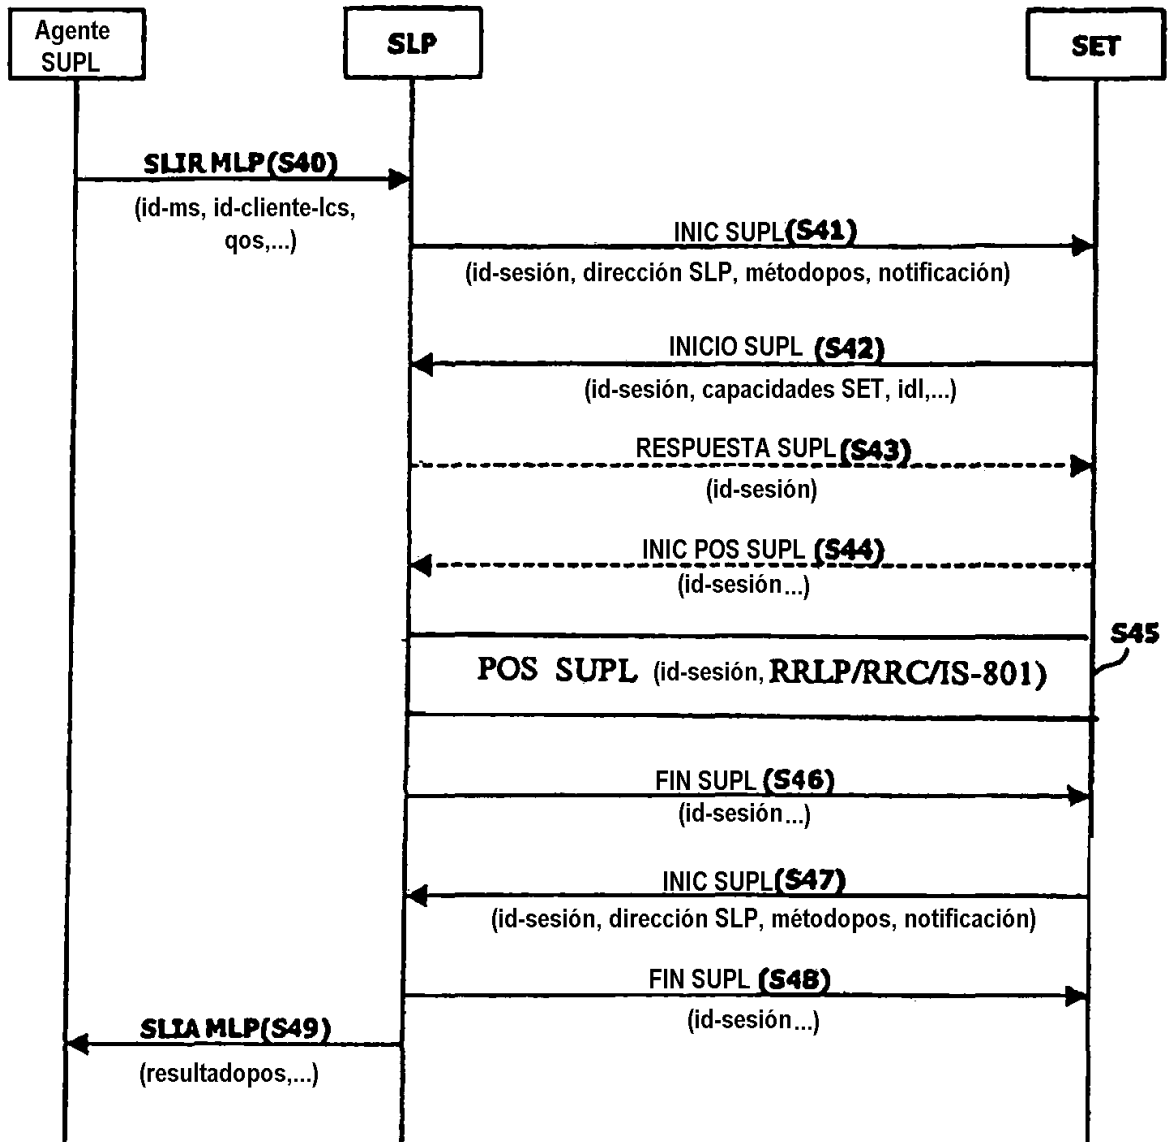 Agente
SUPL
SLP
SET
SLIR MLP(S40)
(id-ms, id-cliente-lcs,
qos,...)
INIC SUPL(S41)
(id-sesión, dirección SLP, métodopos, notificación)
INICIO SUPL (S42)
(id-sesión, capacidades SET, idl,...)
RESPUESTA SUPL(S43)
(id-sesión)
INIC POS SUPL (S44)
(id-sesión...)
S45
POS SUPL (id-sesión, RRLP/RRC/IS-801)
FIN SUPL (S46)
(id-sesión...)
INIC SUPL(S47)
(id-sesión, dirección SLP, métodopos, notificación)
FIN SUPL (S48)
(id-sesión...)
SLIA MLP(S49)
(resultadopos,...)